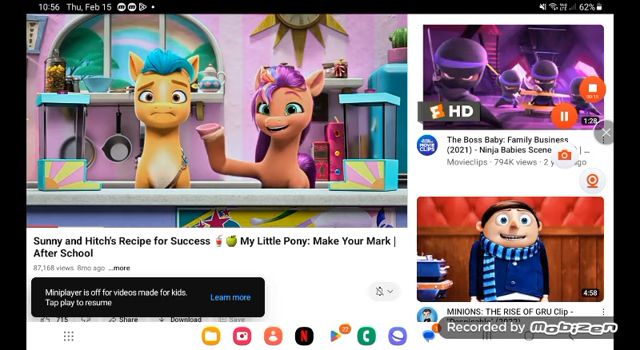 10:56 Thu, Feb 15
62%
HD
1:28
The Boss Baby: Family Business
(2021) - Ninja Babies Scene | ...
Movieclips · 794K views · 2 y ago
Sunny and Hitch's Recipe for Success 🧋🍏 My Little Pony: Make Your Mark |
After School
87,168 views 8mo ago ...more
Miniplayer is off for videos made for kids.
Tap play to resume
Learn more
715
Share
Download
Save
4:58
MINIONS: THE RISE OF GRU Clip -
Recorded by Mobizen